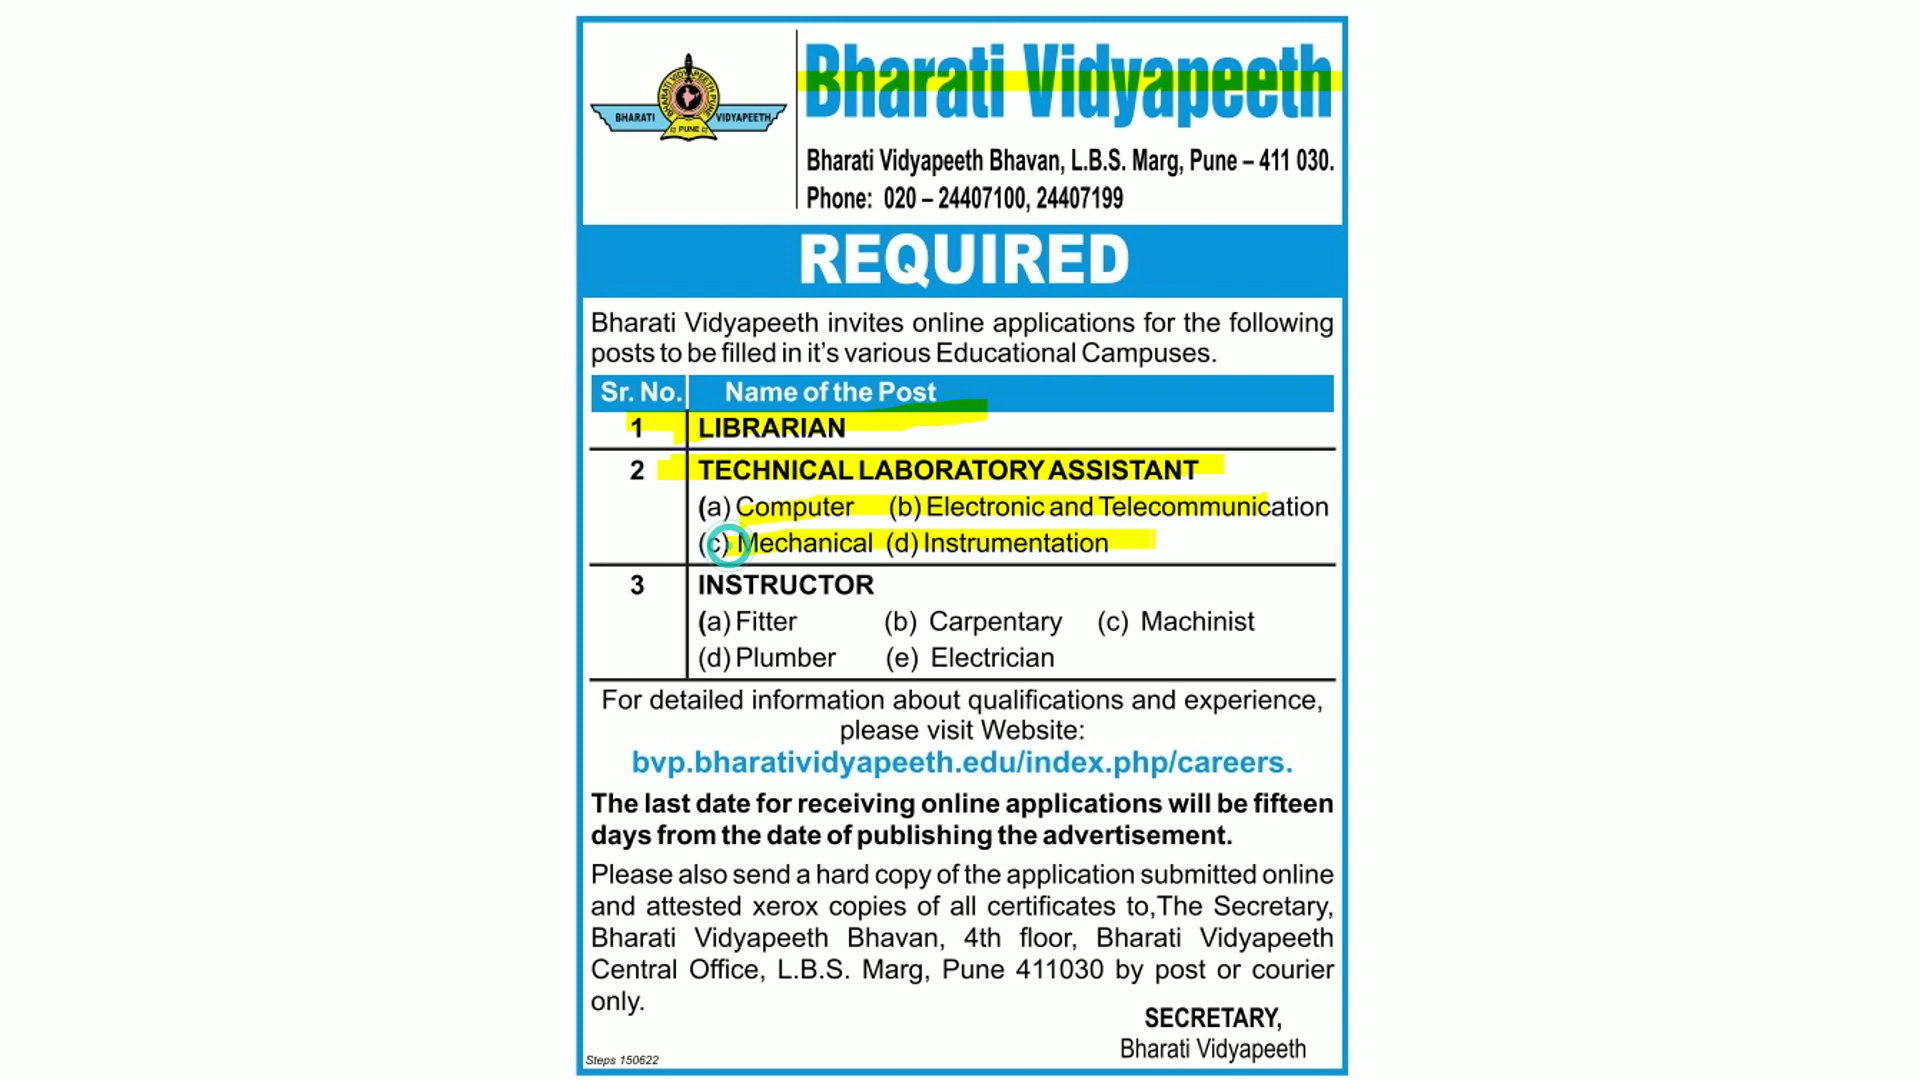 BHARATI VIDYAPEETH PUNE
BHARATI VIDYAPEETH
PUNE
Bharati Vidyapeeth
Bharati Vidyapeeth Bhavan, L.B.S. Marg, Pune – 411 030.
Phone: 020 – 24407100, 24407199
REQUIRED
Bharati Vidyapeeth invites online applications for the following
posts to be filled in it's various Educational Campuses.
Sr. No. Name of the Post
1 LIBRARIAN
2 TECHNICAL LABORATORY ASSISTANT
(a) Computer (b) Electronic and Telecommunication
(c) Mechanical (d) Instrumentation
3 INSTRUCTOR
(a) Fitter (b) Carpentary (c) Machinist
(d) Plumber (e) Electrician
For detailed information about qualifications and experience,
please visit Website:
bvp.bharatividyapeeth.edu/index.php/careers.
The last date for receiving online applications will be fifteen
days from the date of publishing the advertisement.
Please also send a hard copy of the application submitted online
and attested xerox copies of all certificates to,The Secretary,
Bharati Vidyapeeth Bhavan, 4th floor, Bharati Vidyapeeth
Central Office, L.B.S. Marg, Pune 411030 by post or courier
only.
SECRETARY,
Bharati Vidyapeeth
Steps 150622